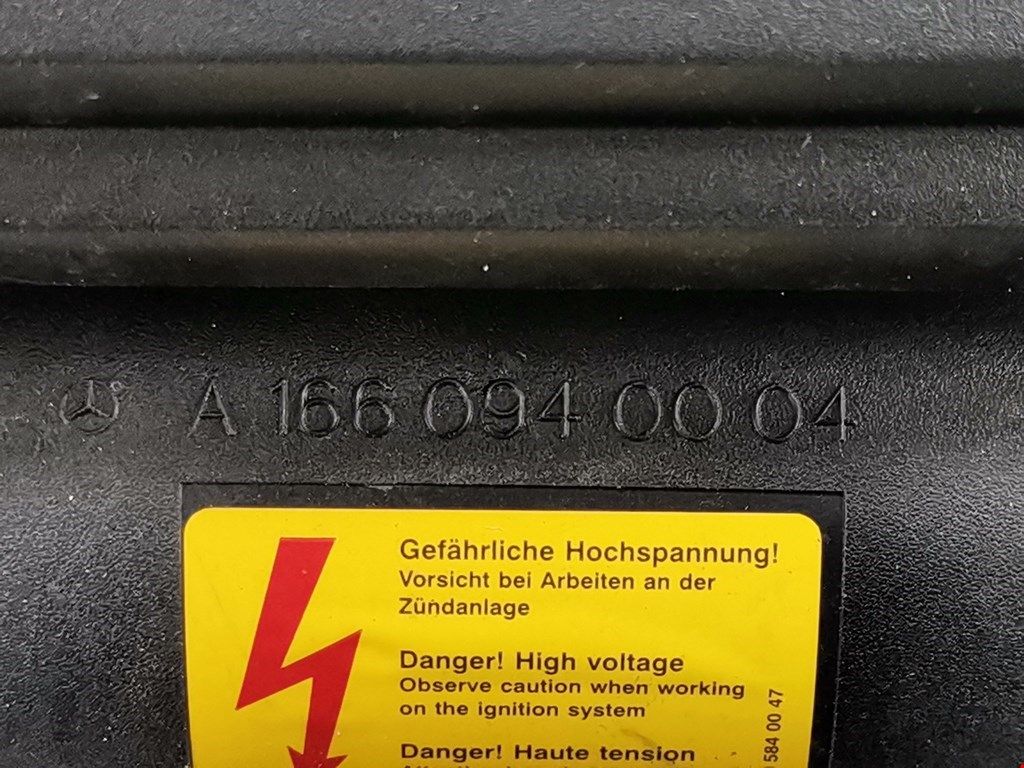 A 166 094 00 04
Gefährliche Hochspannung!
Vorsicht bei Arbeiten an der
Zündanlage
Danger! High voltage
Observe caution when working
on the ignition system
Danger! Haute tension
584 00 47